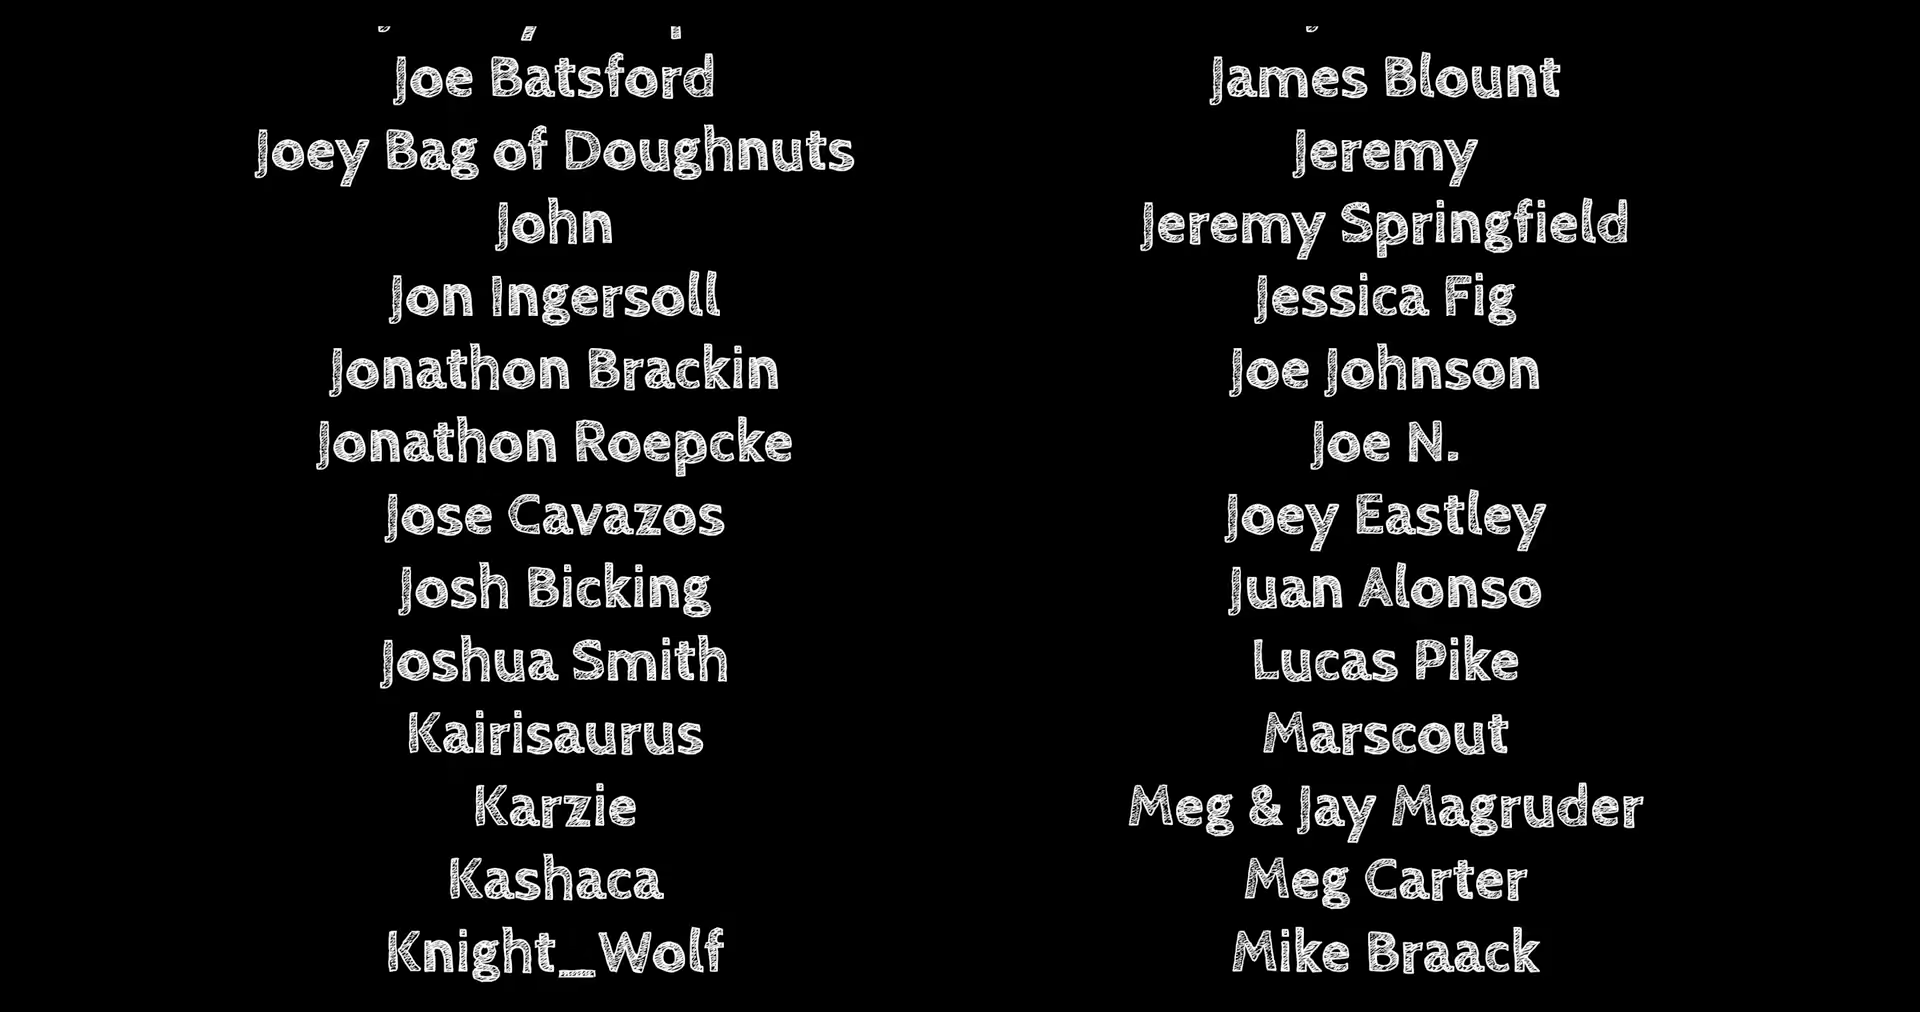 Joe Batsford
Joey Bag of Doughnuts
John
Jon Ingersoll
Jonathon Brackin
Jonathon Roepcke
Jose Cavazos
Josh Bicking
Joshua Smith
Kairisaurus
Karzie
Kashaca
Knight_Wolf
James Blount
Jeremy
Jeremy Springfield
Jessica Fig
Joe Johnson
Joe N.
Joey Eastley
Juan Alonso
Lucas Pike
Marscout
Meg & Jay Magruder
Meg Carter
Mike Braack